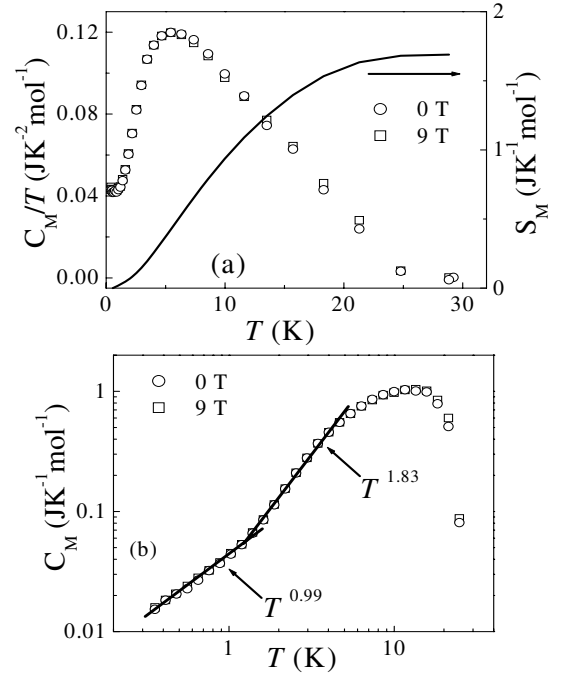 0.12
0.08
0.04
0.00
C_M/T (JK^-2mol^-1)
2
1
0
S_M (JK^-1mol^-1)
0 T
9 T
(a)
0 10 20 30
T (K)
0 T
9 T
1
0.1
0.01
C_M (JK^-1mol^-1)
T^1.83
(b)
T^0.99
1 10
T (K)